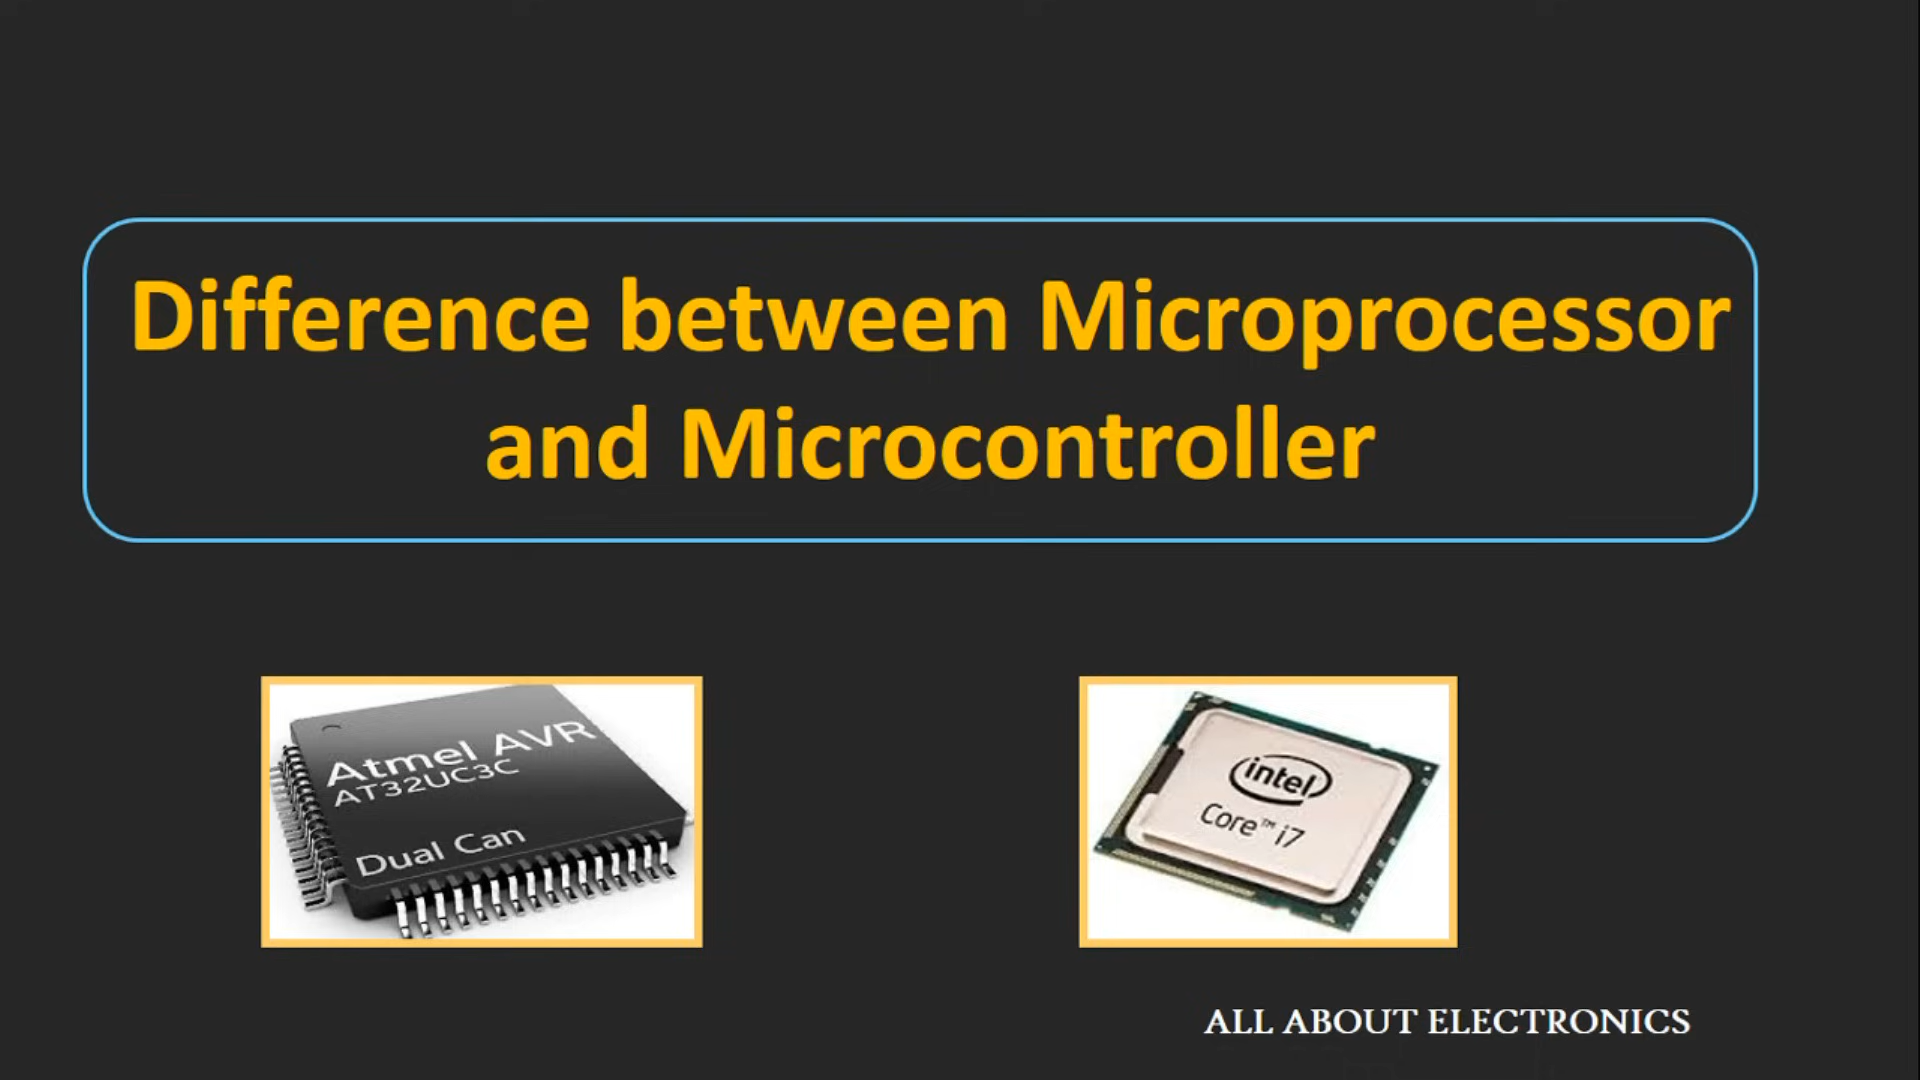 Difference between Microprocessor
and Microcontroller
Atmel AVR
AT32UC3C
Dual Can
intel
Core™ i7
ALL ABOUT ELECTRONICS